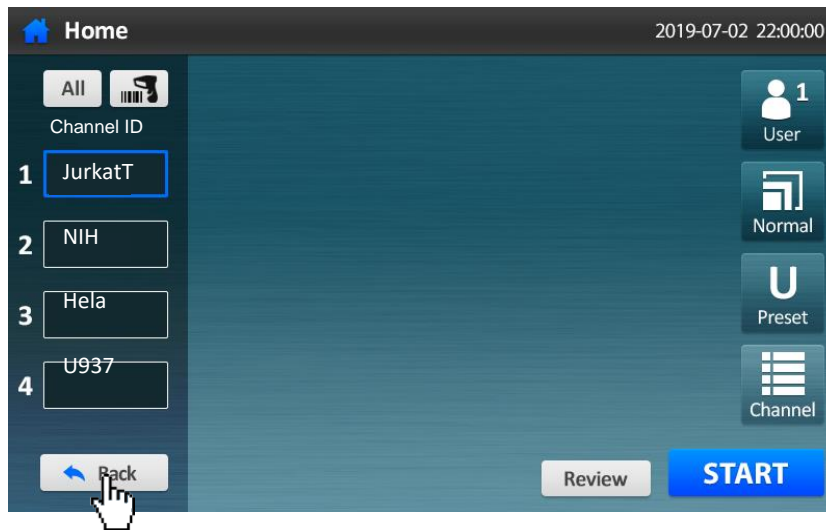 Home
2019-07-02 22:00:00
All
Channel ID
1 JurkatT
2 NIH
3 Hela
4 U937
Back
1
User
Normal
U
Preset
Channel
Review
START